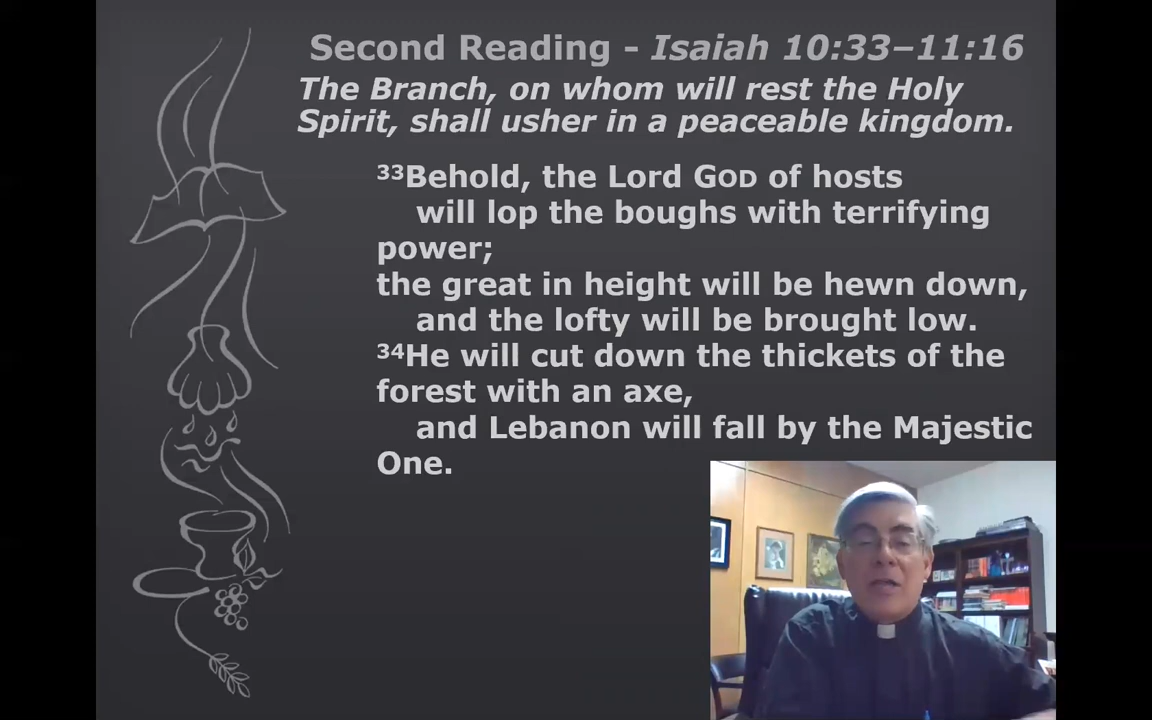 Second Reading - Isaiah 10:33–11:16
The Branch, on whom will rest the Holy
Spirit, shall usher in a peaceable kingdom.
33Behold, the Lord GOD of hosts
will lop the boughs with terrifying
power;
the great in height will be hewn down,
and the lofty will be brought low.
34He will cut down the thickets of the
forest with an axe,
and Lebanon will fall by the Majestic
One.